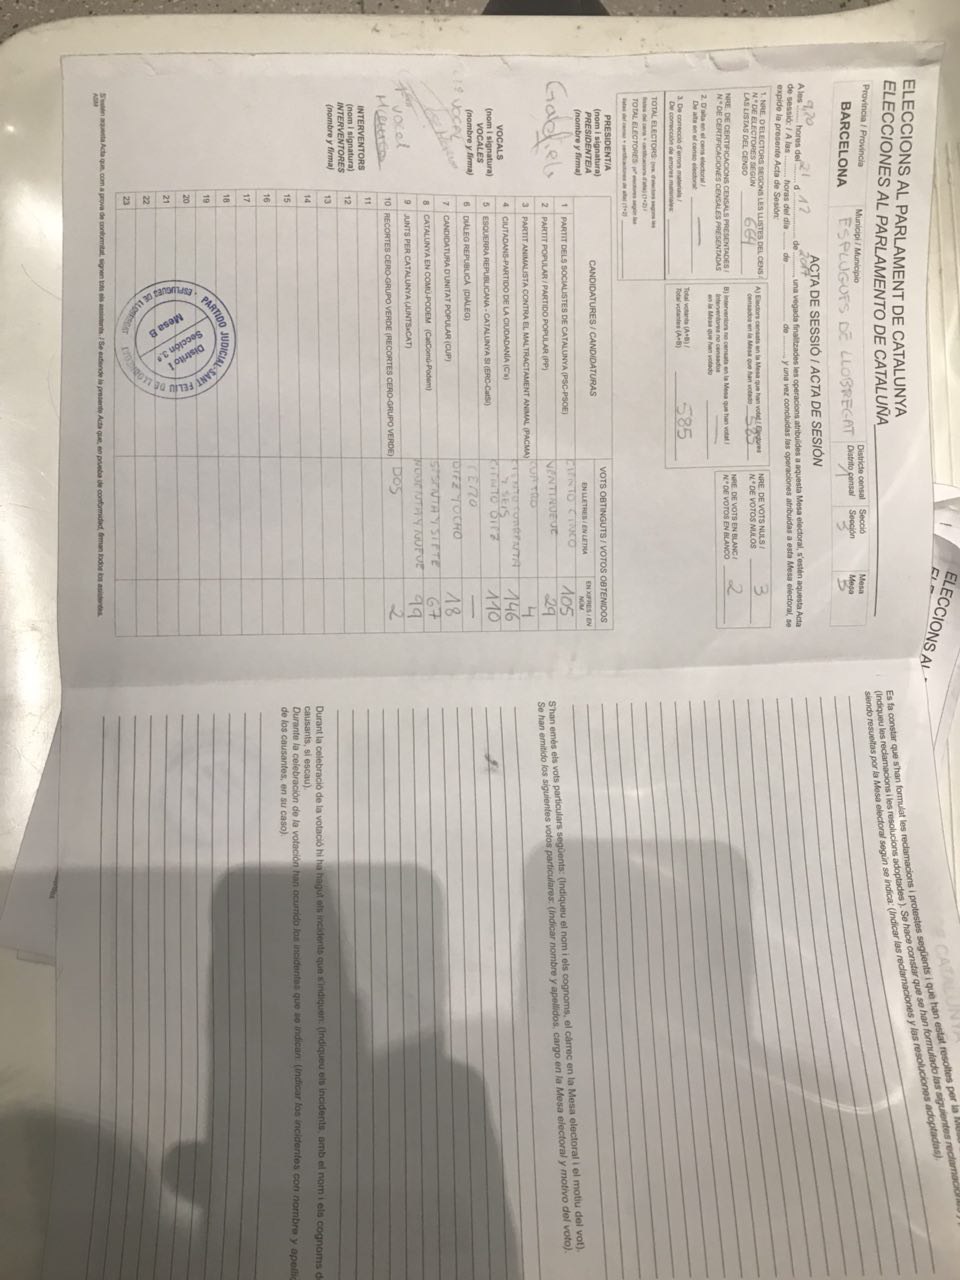 ELECCIONS AL PARLAMENT DE CATALUNYA
ELECCIONES AL PARLAMENTO DE CATALUÑA
Província / Provincia
BARCELONA
Municipi / Municipio
ESPLUGUES DE LLOBREGAT
Districte censal
Distrito censal
1
Secció
Sección
3
Mesa
Mesa
B
ACTA DE SESSIÓ / ACTA DE SESIÓN
A les 9:20 hores del 21 d 12 de 2017, una vegada finalitzades les operacions atribuïdes a aquesta Mesa electoral, s'estén aquesta Acta
de sessió. / A las hores del día de de y una vez concluidas las operaciones atribuidas a esta Mesa electoral, se
expide la presente Acta de Sesión:
1. NRE. D'ELECTORS SEGONS LES LLISTES DEL CENS /
N.º DE ELECTORES SEGÚN
LAS LISTAS DEL CENSO
664
NRE. DE CERTIFICACIONS CENSALS PRESENTADES /
N.º DE CERTIFICACIONES CENSALES PRESENTADAS
2. D'alta en el cens electoral /
De alta en el censo electoral:
3. De correcció d'errors materials /
De corrección de errores materiales:
TOTAL ELECTORS:
TOTAL ELECTORES:
A) Electors censats en la Mesa que han votat / Electores
censados en la Mesa que han votado
585
B) Interventors no censats en la Mesa que han votat /
Interventores no censados
en la Mesa que han votado
Total votants (A+B) /
Total votantes (A+B)
585
NRE. DE VOTS NULS /
N.º DE VOTOS NULOS
3
NRE. DE VOTS EN BLANC /
N.º DE VOTOS EN BLANCO
2
PRESIDENT/A
(nom i signatura)
PRESIDENTE/A
(nombre y firma)
VOCALS
(nom i signatura)
VOCALES
(nombre y firma)
1º vocal
2º vocal
INTERVENTORS
(nom i signatura)
INTERVENTORES
(nombre y firma)
CANDIDATURES / CANDIDATURAS
VOTS OBTINGUTS / VOTOS OBTENIDOS
EN LLETRES / EN LETRA
EN XIFRES / EN NÚM
1 PARTIT DELS SOCIALISTES DE CATALUNYA (PSC-PSOE) CIENTO CINCO 105
2 PARTIT POPULAR / PARTIDO POPULAR (PP) VEINTINUEVE 29
3 PARTIT ANIMALISTA CONTRA EL MALTRACTAMENT ANIMAL (PACMA) CUATRO 4
4 CIUTADANS-PARTIDO DE LA CIUDADANÍA (C's) CIENTO CUARENTA Y SEIS 146
5 ESQUERRA REPUBLICANA - CATALUNYA SÍ (ERC-CatSí) CIENTO DIEZ 110
6 DIÀLEG REPUBLICÀ (DIÀLEG) CERO —
7 CANDIDATURA D'UNITAT POPULAR (CUP) DIEZ Y OCHO 18
8 CATALUNYA EN COMÚ-PODEM (CatComú-Podem) SESENTA Y SIETE 67
9 JUNTS PER CATALUNYA (JUNTSxCAT) NOVENTA Y NUEVE 99
10 RECORTES CERO-GRUPO VERDE (RECORTES CERO-GRUPO VERDE) DOS 2
11
12
13
14
15
16
17
18
19
20
21
22
23
PARTIDO JUDICIAL SANT FELIU DE LLOBREGAT
Distrito 1
Sección 3.ª
Mesa B
ESPLUGUES DE LLOBREGAT
S'estén aquesta Acta que, com a prova de conformitat, signen tots els assistents. / Se extiende la presente Acta que, en prueba de conformidad, firman todos los asistentes.
Es fa constar que s'han formulat les reclamacions i protestes següents i que han estat resoltes per la
(Indiqueu les reclamacions i les resolucions adoptades). Se hace constar que se han formulado las siguientes reclamaciones
siendo resueltas por la Mesa electoral según se indica: (Indicar las reclamaciones y las resoluciones adoptadas).
S'han emès els vots particulars següents: (Indiqueu el nom i els cognoms, el càrrec en la Mesa electoral i el motiu del vot).
Se han emitido los siguientes votos particulares: (Indicar nombre y apellidos, cargo en la Mesa electoral y motivo del voto).
Durant la celebració de la votació hi ha hagut els incidents que s'indiquen: (Indiqueu els incidents, amb el nom i els cognoms
causants, si escau).
Durante la celebración de la votación han ocurrido los incidentes que se indican: (Indicar los incidentes con nombre y
de los causantes, en su caso).
ELECCIONS AL